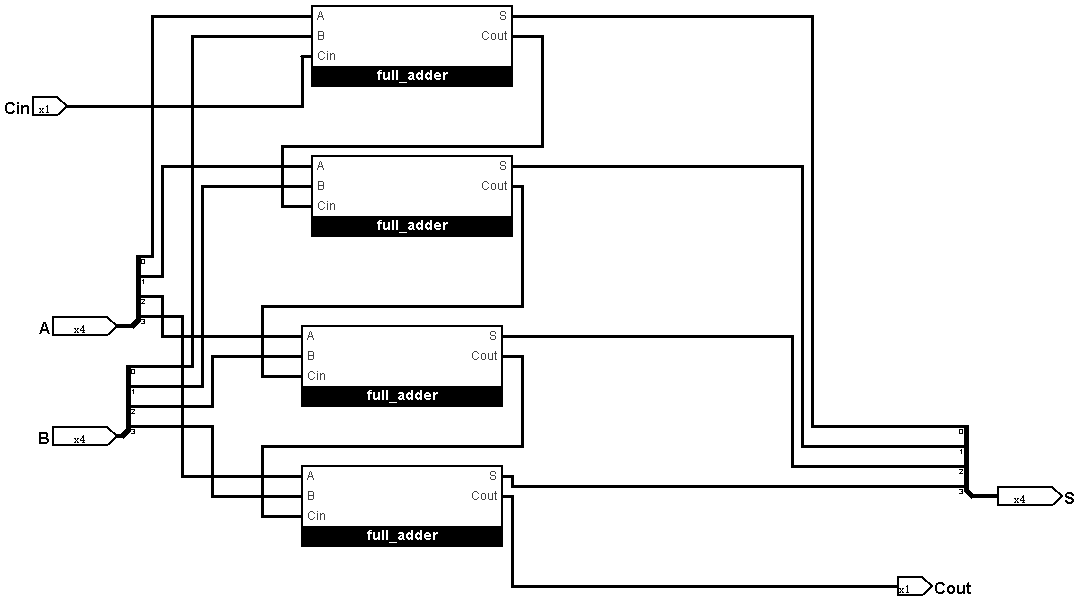 A S
B Cout
Cin
full_adder
Cin x1
A S
B Cout
Cin
full_adder
0
1
2
3
A x4
A S
B Cout
Cin
full_adder
0
1
2
3
B x4
A S
B Cout
Cin
full_adder
0
1
2
3
x4 S
x1 Cout